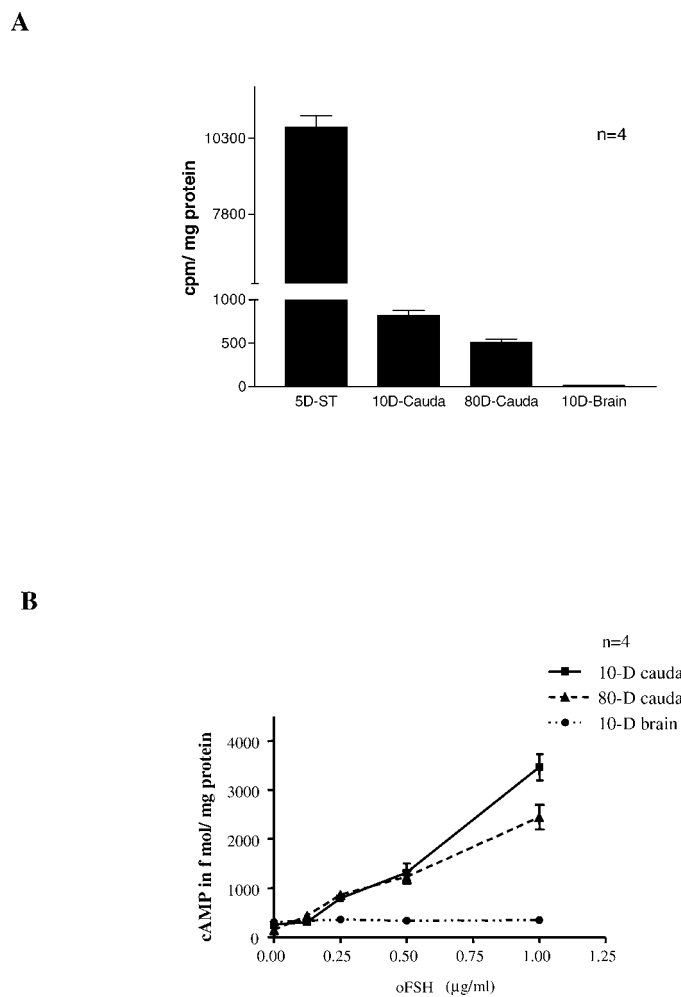 A
n=4
cpm/ mg protein
10300
7800
1000
500
0
5D-ST 10D-Cauda 80D-Cauda 10D-Brain
B
n=4
10-D cauda
80-D cauda
10-D brain
cAMP in f mol/ mg protein
4000
3000
2000
1000
0
0.00 0.25 0.50 0.75 1.00 1.25
oFSH (µg/ml)